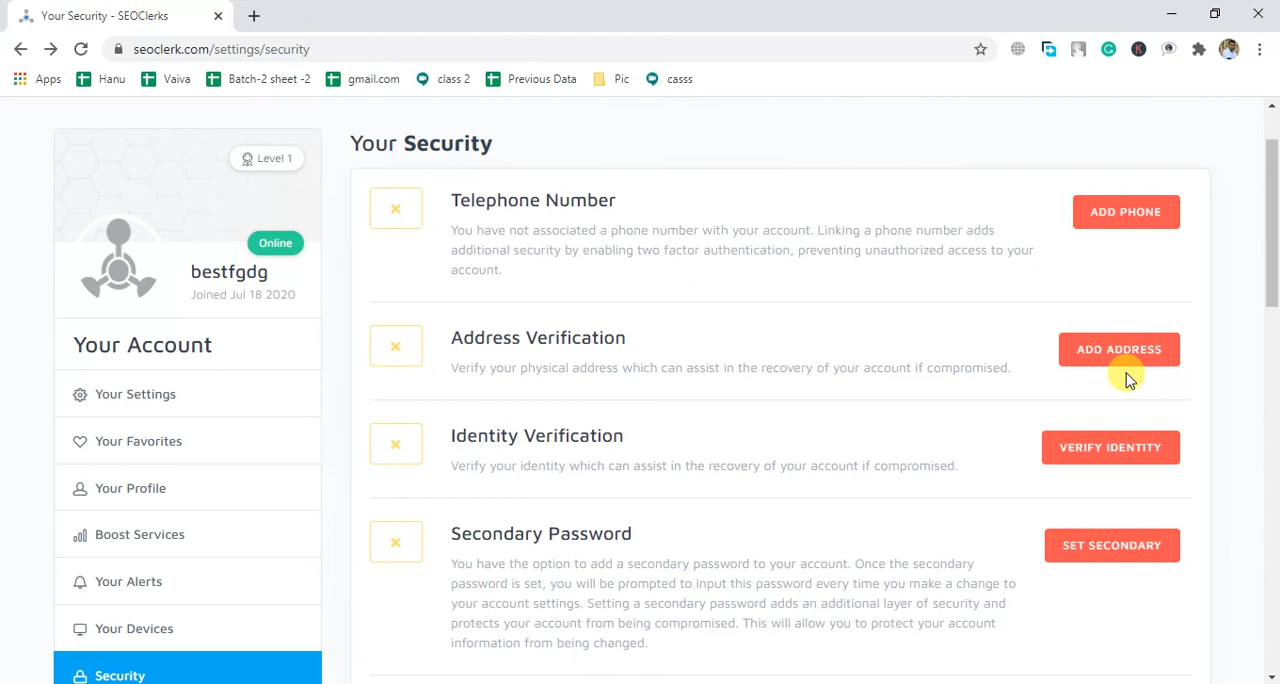 Your Security - SEOClerks
seoclerk.com/settings/security
Apps
Hanu
Vaiva
Batch-2 sheet -2
gmail.com
class 2
Previous Data
Pic
casss
Level 1
Online
bestfgdg
Joined Jul 18 2020
Your Account
Your Settings
Your Favorites
Your Profile
Boost Services
Your Alerts
Your Devices
Security
Your Security
Telephone Number
You have not associated a phone number with your account. Linking a phone number adds
additional security by enabling two factor authentication, preventing unauthorized access to your
account.
ADD PHONE
Address Verification
Verify your physical address which can assist in the recovery of your account if compromised.
ADD ADDRESS
Identity Verification
Verify your identity which can assist in the recovery of your account if compromised.
VERIFY IDENTITY
Secondary Password
You have the option to add a secondary password to your account. Once the secondary
password is set, you will be prompted to input this password every time you make a change to
your account settings. Setting a secondary password adds an additional layer of security and
protects your account from being compromised. This will allow you to protect your account
information from being changed.
SET SECONDARY